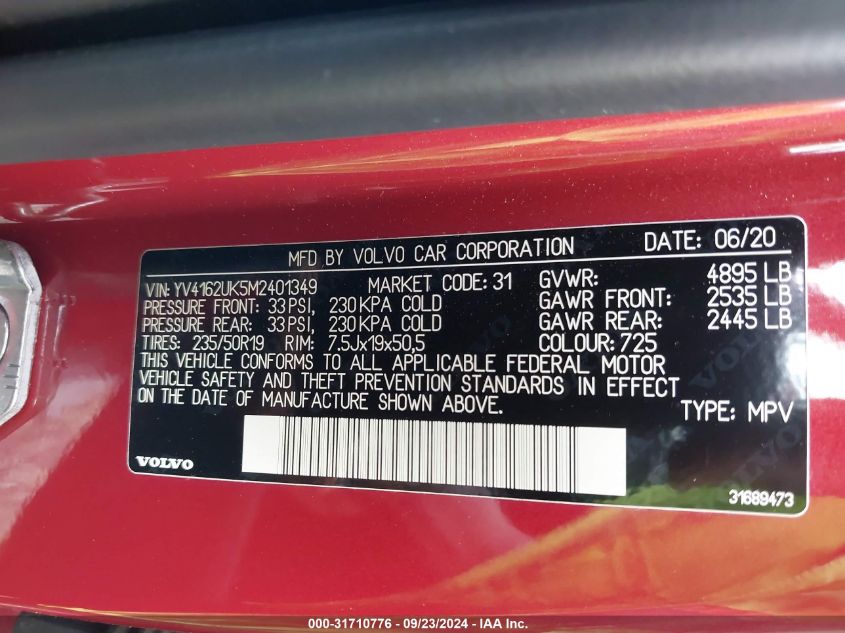 MFD BY VOLVO CAR CORPORATION DATE: 06/20
VIN: YV4162UK5M2401349 MARKET CODE: 31 GVWR: 4895 LB
PRESSURE FRONT: 33 PSI, 230 KPA COLD GAWR FRONT: 2535 LB
PRESSURE REAR: 33 PSI, 230 KPA COLD GAWR REAR: 2445 LB
TIRES: 235/50R19 RIM: 7.5Jx19x50,5 COLOUR: 725
THIS VEHICLE CONFORMS TO ALL APPLICABLE FEDERAL MOTOR
VEHICLE SAFETY AND THEFT PREVENTION STANDARDS IN EFFECT
ON THE DATE OF MANUFACTURE SHOWN ABOVE. TYPE: MPV
VOLVO 31689473
000-31710776 - 09/23/2024 - IAA Inc.